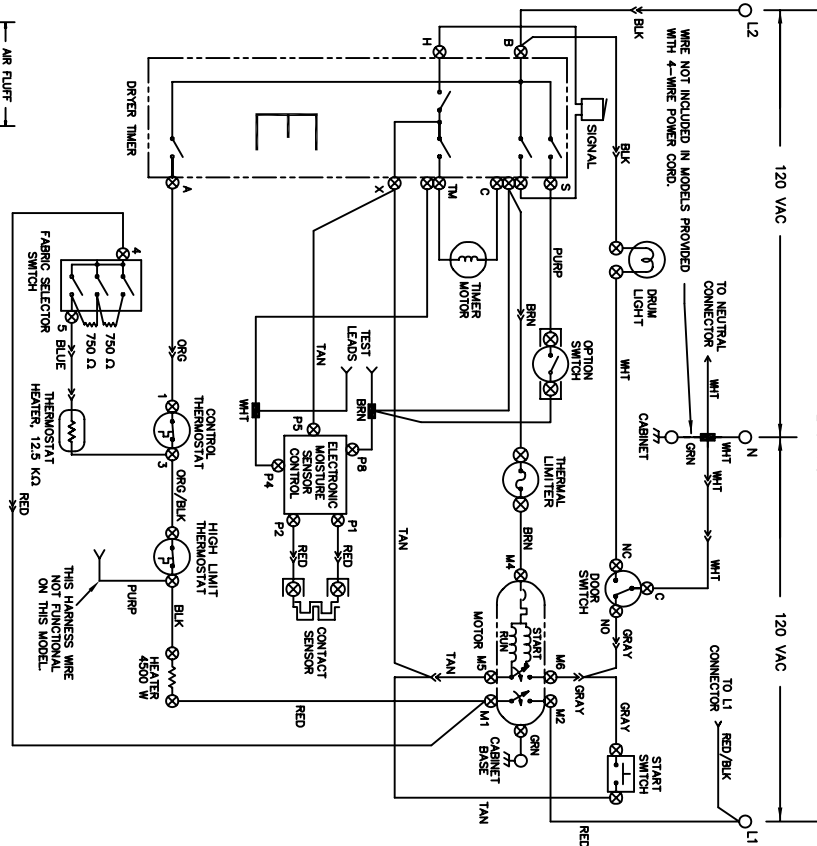 120 VAC
120 VAC
L2
N
L1
BLK
WIRE NOT INCLUDED IN MODELS PROVIDED
WITH 4-WIRE POWER CORD.
TO NEUTRAL
CONNECTOR
WHT
WHT
WHT
WHT
GRN
CABINET
TO L1
CONNECTOR
RED/BLK
RED
BLK
DRUM
LIGHT
WHT
NC
C
NO
DOOR
SWITCH
GRAY
GRAY
START
SWITCH
SIGNAL
S
PURP
OPTION
SWITCH
B
H
C
BRN
THERMAL
LIMITER
BRN
M4
START
RUN
M6
GRAY
M2
MOTOR M5
M1
GRN
CABINET
BASE
TAN
TM
TIMER
MOTOR
TEST
LEADS
BRN
WHT
P8
P5
P4
ELECTRONIC
MOISTURE
SENSOR
CONTROL
P1
P2
RED
RED
CONTACT
SENSOR
X
TAN
TAN
TAN
RED
DRYER TIMER
A
ORG
1
CONTROL
THERMOSTAT
3
ORG/BLK
HIGH LIMIT
THERMOSTAT
BLK
HEATER
4500 W
PURP
THIS HARNESS WIRE
NOT FUNCTIONAL
ON THIS MODEL.
4
FABRIC SELECTOR
SWITCH
750 Ω
750 Ω
5 BLUE
THERMOSTAT
HEATER, 12.5 KΩ
RED
AIR FLUFF